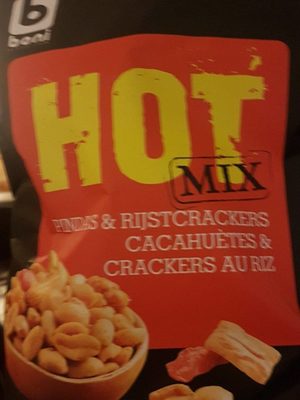 b
boni
HOT
MIX
PINDAS & RIJSTCRACKERS
CACAHUÈTES &
CRACKERS AU RIZ